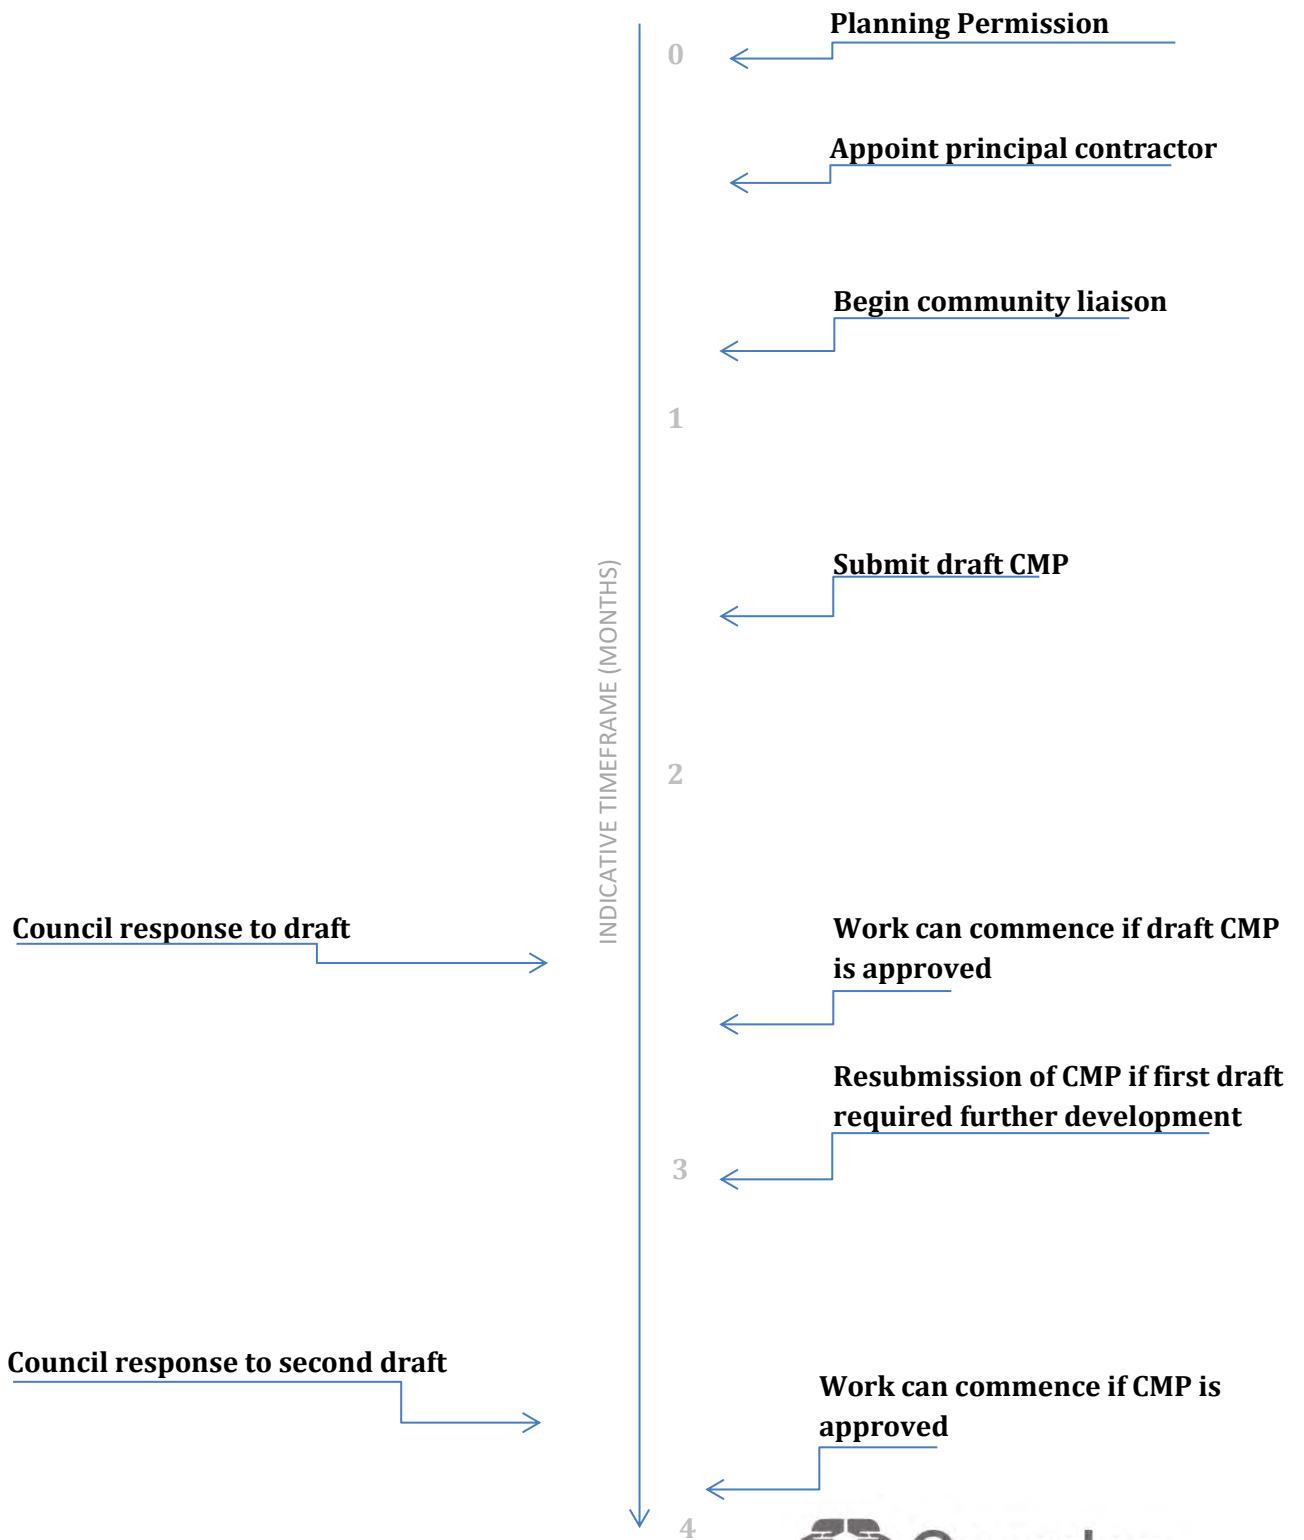 Planning Permission
0
Appoint principal contractor
Begin community liaison
1
Submit draft CMP
INDICATIVE TIMEFRAME (MONTHS)
2
Council response to draft
Work can commence if draft CMP
is approved
Resubmission of CMP if first draft
required further development
3
Council response to second draft
Work can commence if CMP is
approved
4